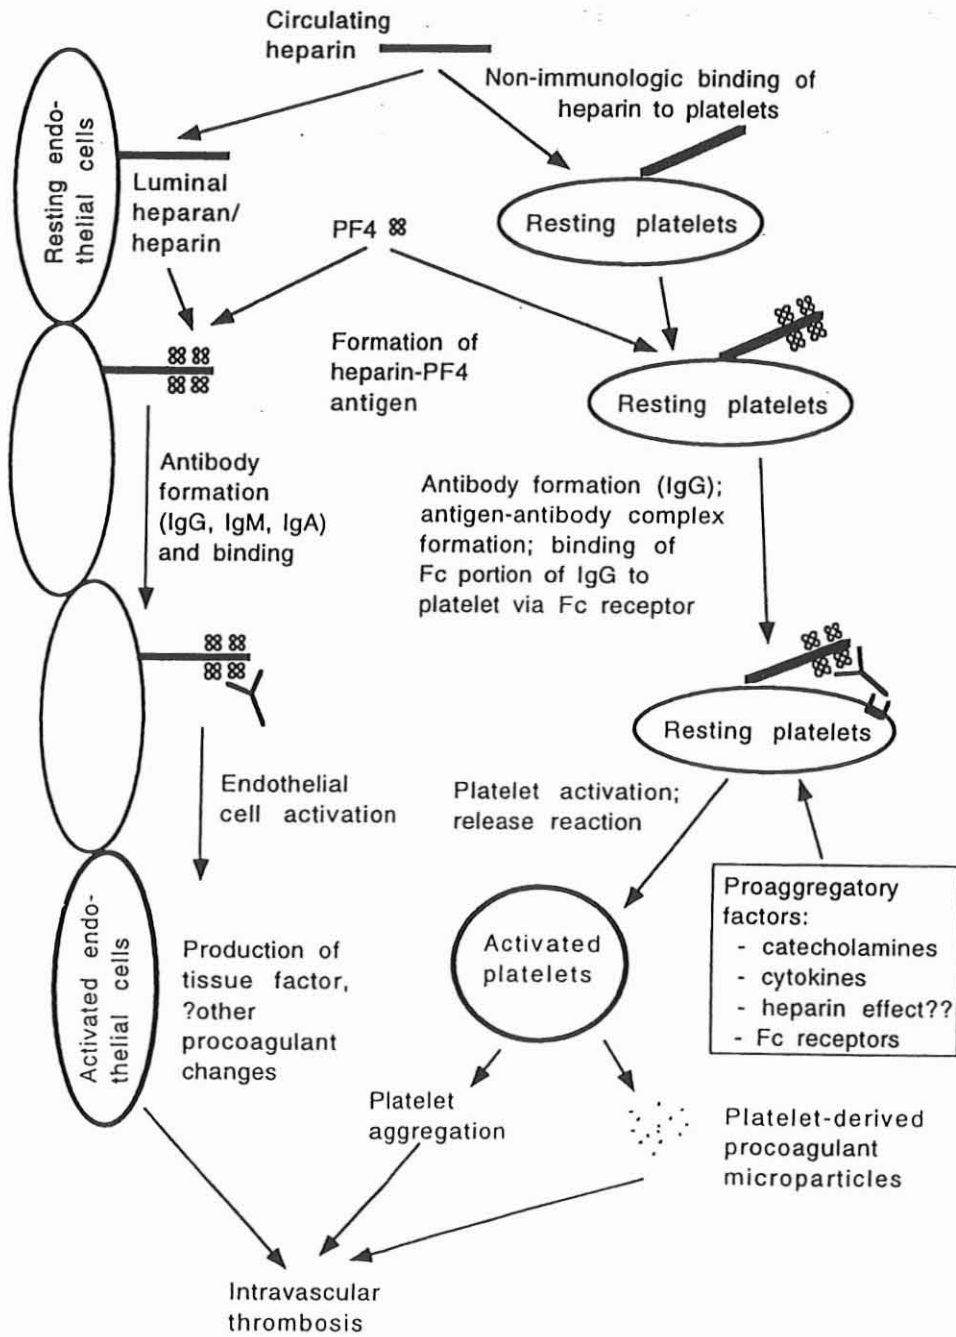 Circulating
heparin
Non-immunologic binding of
heparin to platelets
Resting endo-
thelial cells
Luminal
heparan/
heparin
PF4
Resting platelets
Formation of
heparin-PF4
antigen
Resting platelets
Antibody
formation
(IgG, IgM, IgA)
and binding
Antibody formation (IgG);
antigen-antibody complex
formation; binding of
Fc portion of IgG to
platelet via Fc receptor
Resting platelets
Endothelial
cell activation
Platelet activation;
release reaction
Proaggregatory
factors:
- catecholamines
- cytokines
- heparin effect??
- Fc receptors
Activated endo-
thelial cells
Production of
tissue factor,
?other
procoagulant
changes
Activated
platelets
Platelet
aggregation
Platelet-derived
procoagulant
microparticles
Intravascular
thrombosis